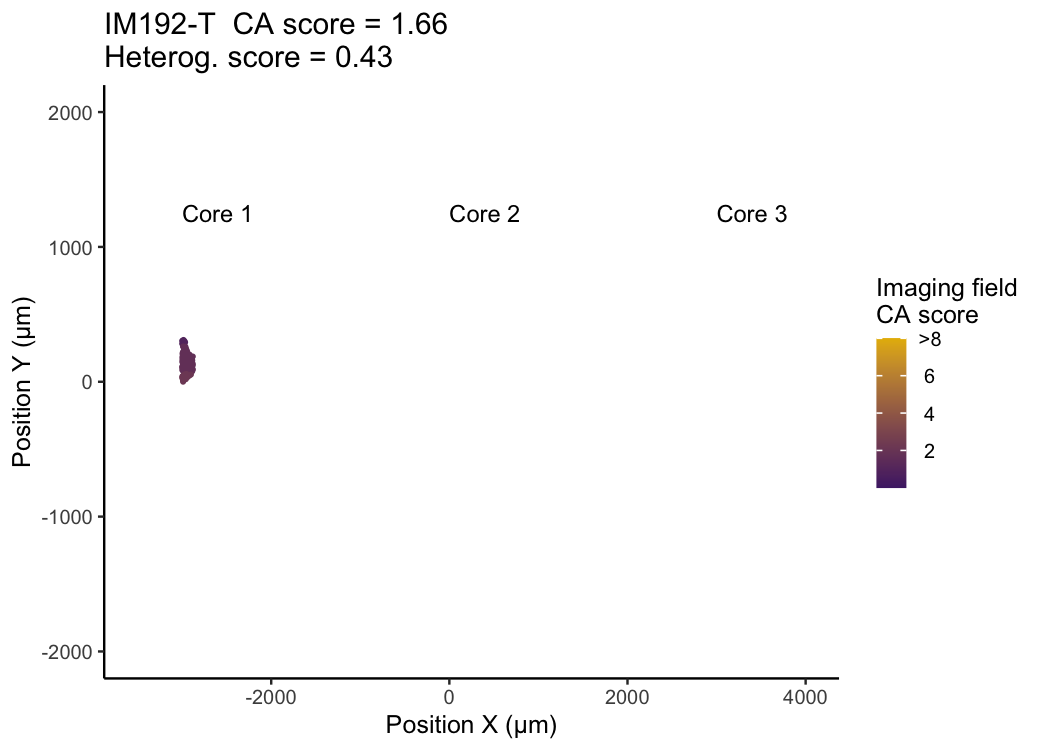 IM192-T  CA score = 1.66
Heterog. score = 0.43
2000
1000
0
-1000
-2000
Position Y (µm)
Core 1
Core 2
Core 3
-2000
0
2000
4000
Position X (µm)
Imaging field
CA score
>8
6
4
2